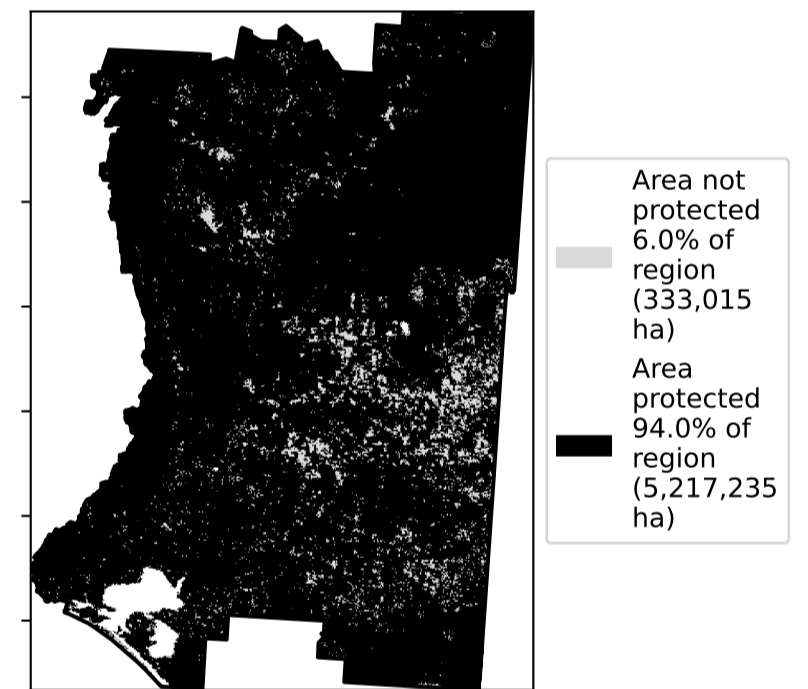 Area not
protected
6.0% of
region
(333,015
ha)
Area
protected
94.0% of
region
(5,217,235
ha)